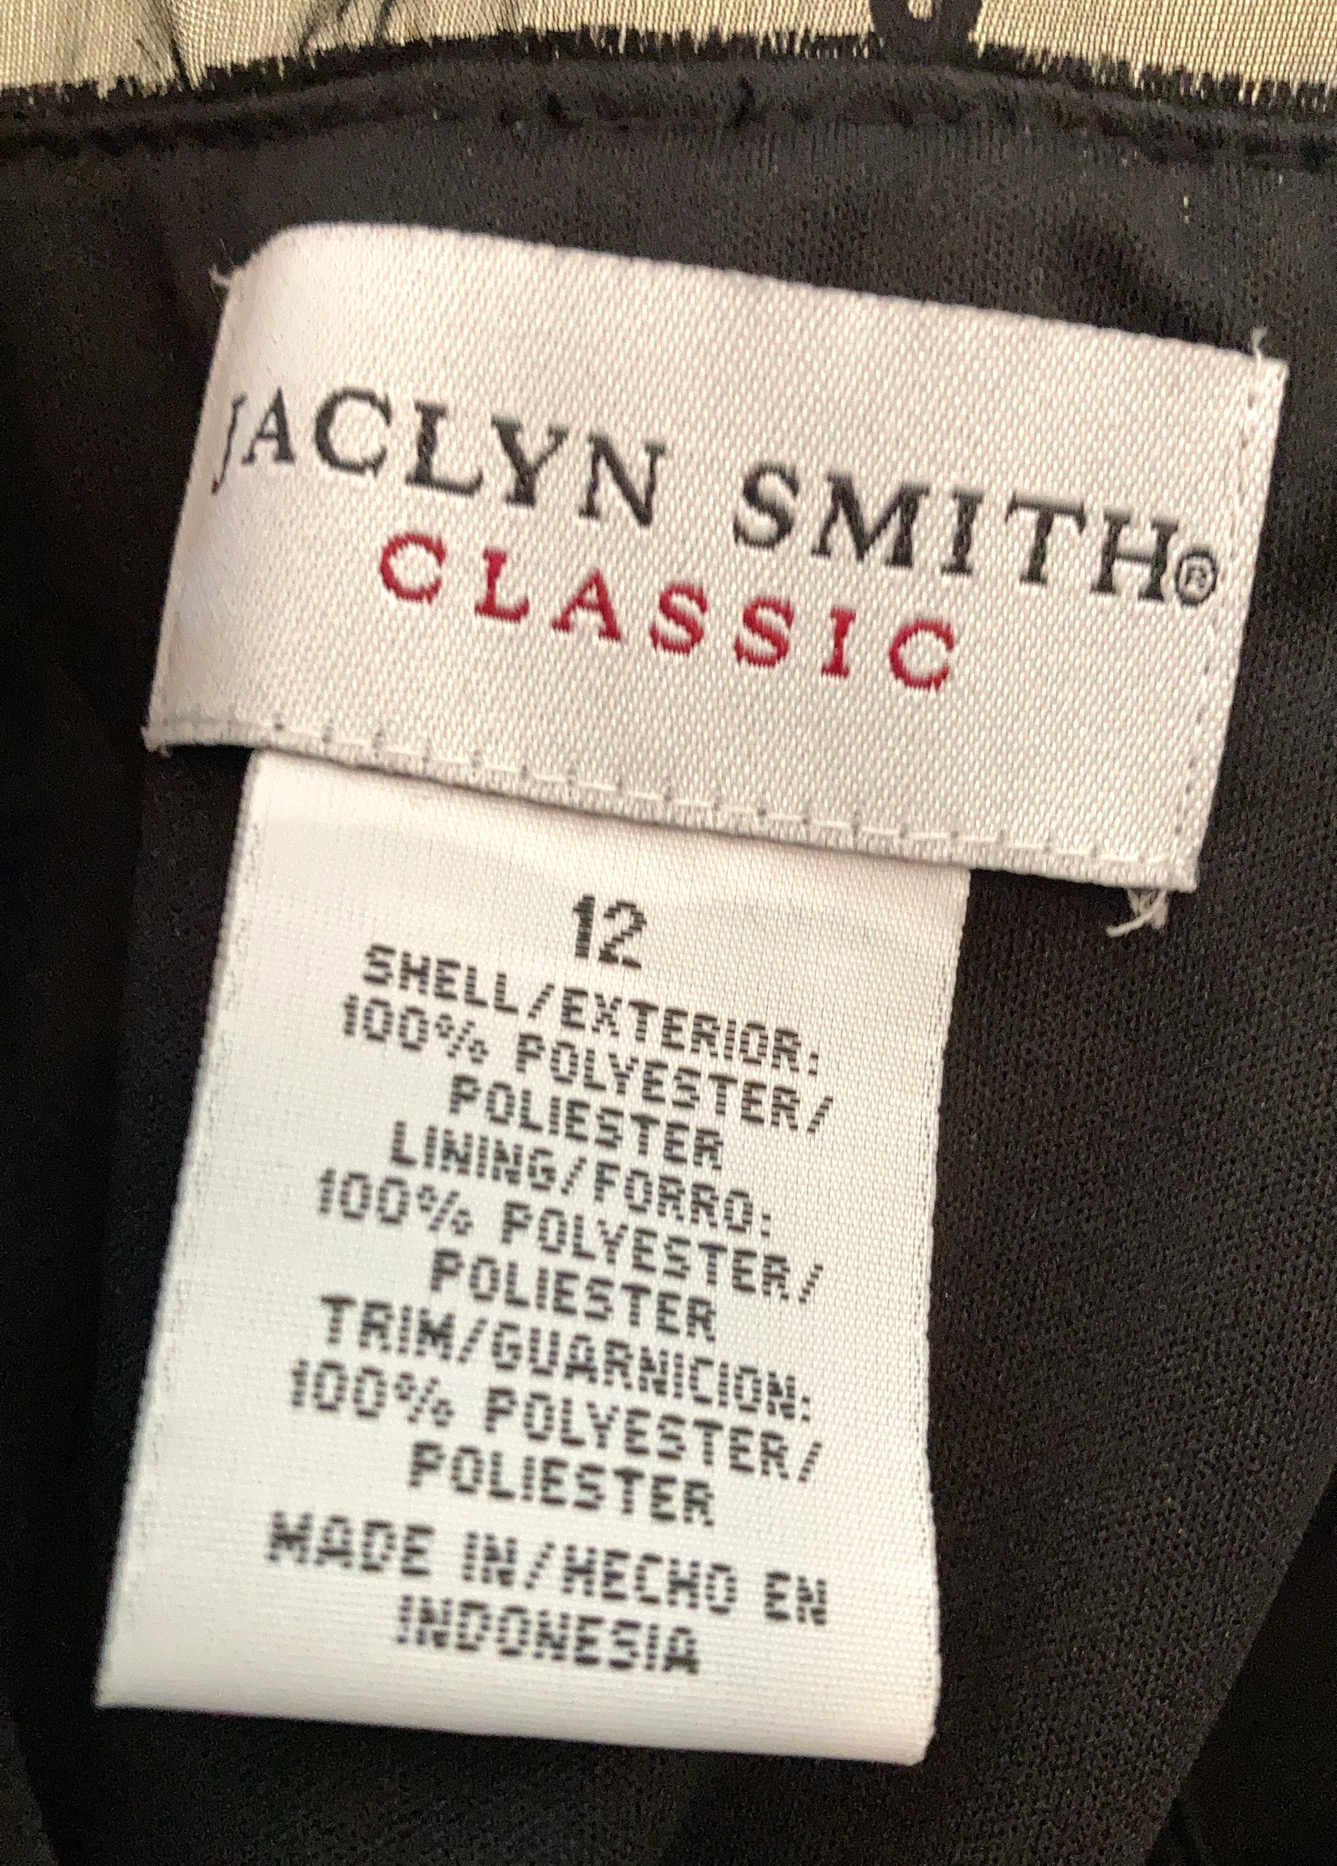 JACLYN SMITH®
CLASSIC
12
SHELL/EXTERIOR:
100% POLYESTER/
POLIESTER
LINING/FORRO:
100% POLYESTER/
POLIESTER
TRIM/GUARNICION:
100% POLYESTER/
POLIESTER
MADE IN/HECHO EN
INDONESIA